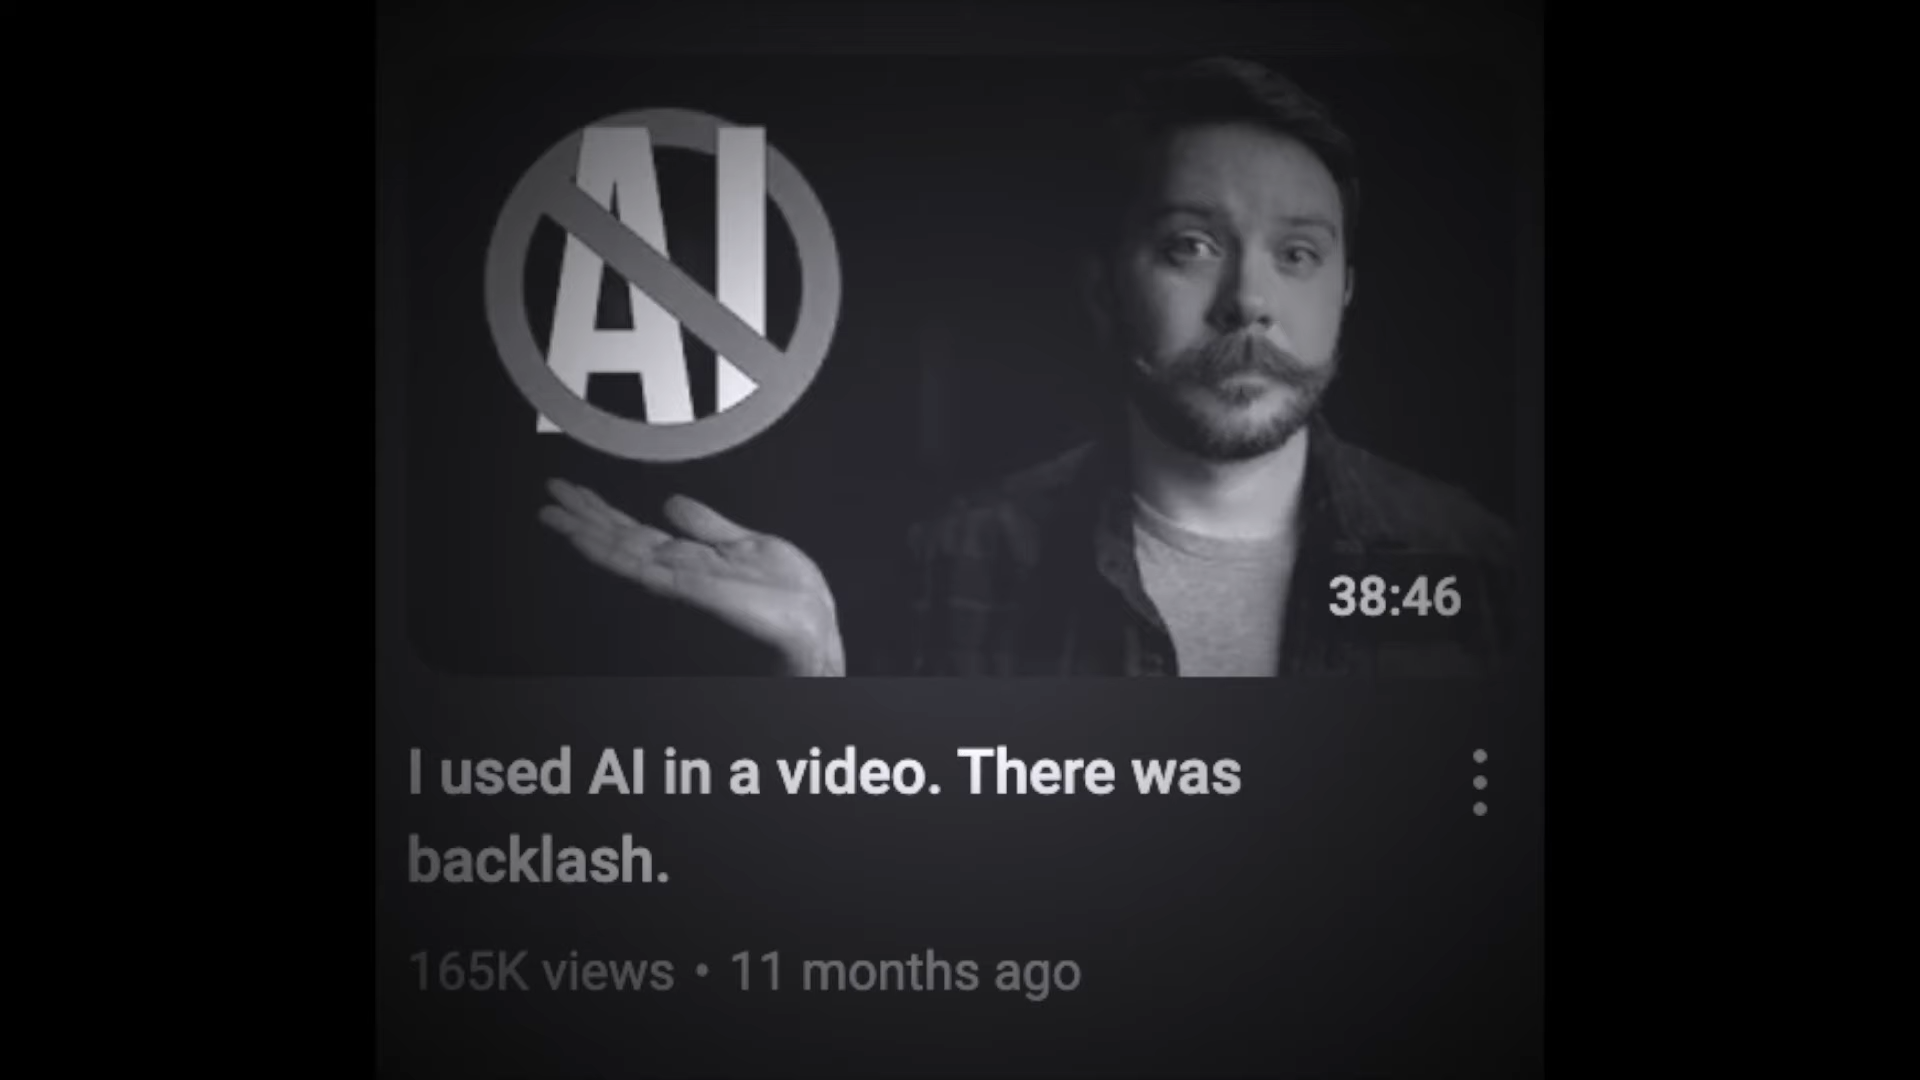 AI
38:46
I used AI in a video. There was
backlash.
165K views • 11 months ago